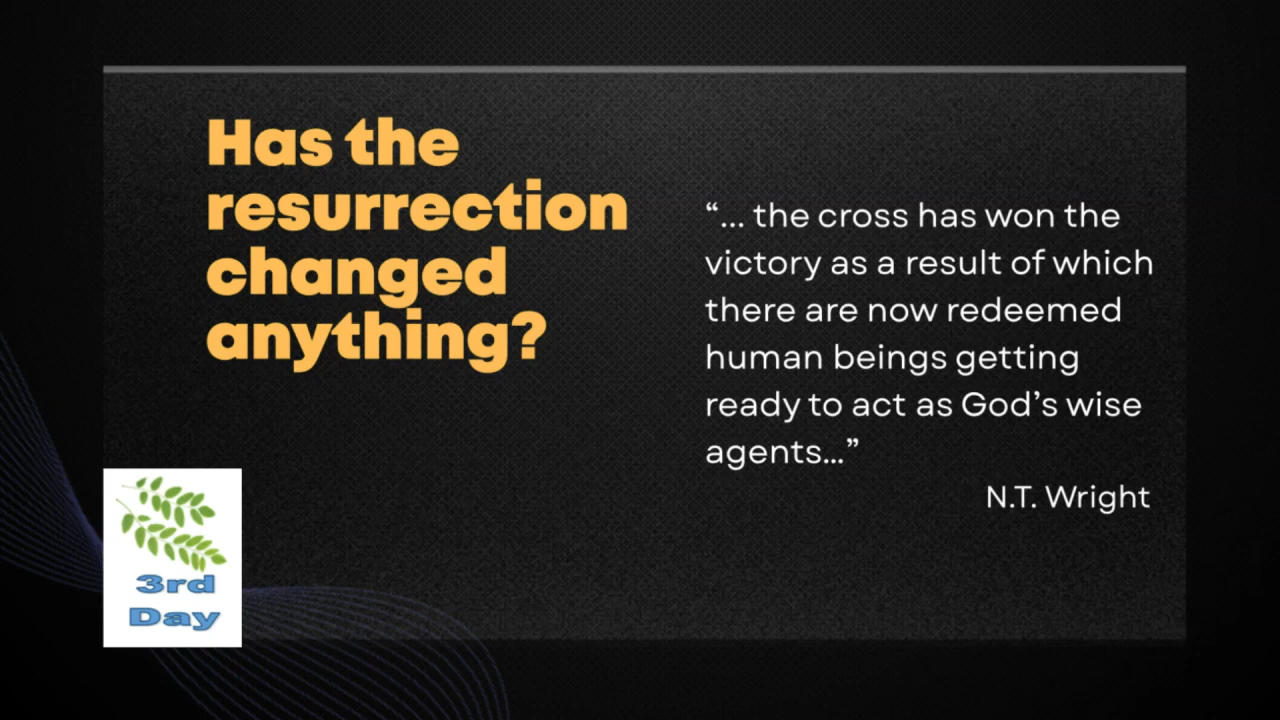 Has the
resurrection
changed
anything?
“... the cross has won the
victory as a result of which
there are now redeemed
human beings getting
ready to act as God’s wise
agents...”
N.T. Wright
3rd
Day